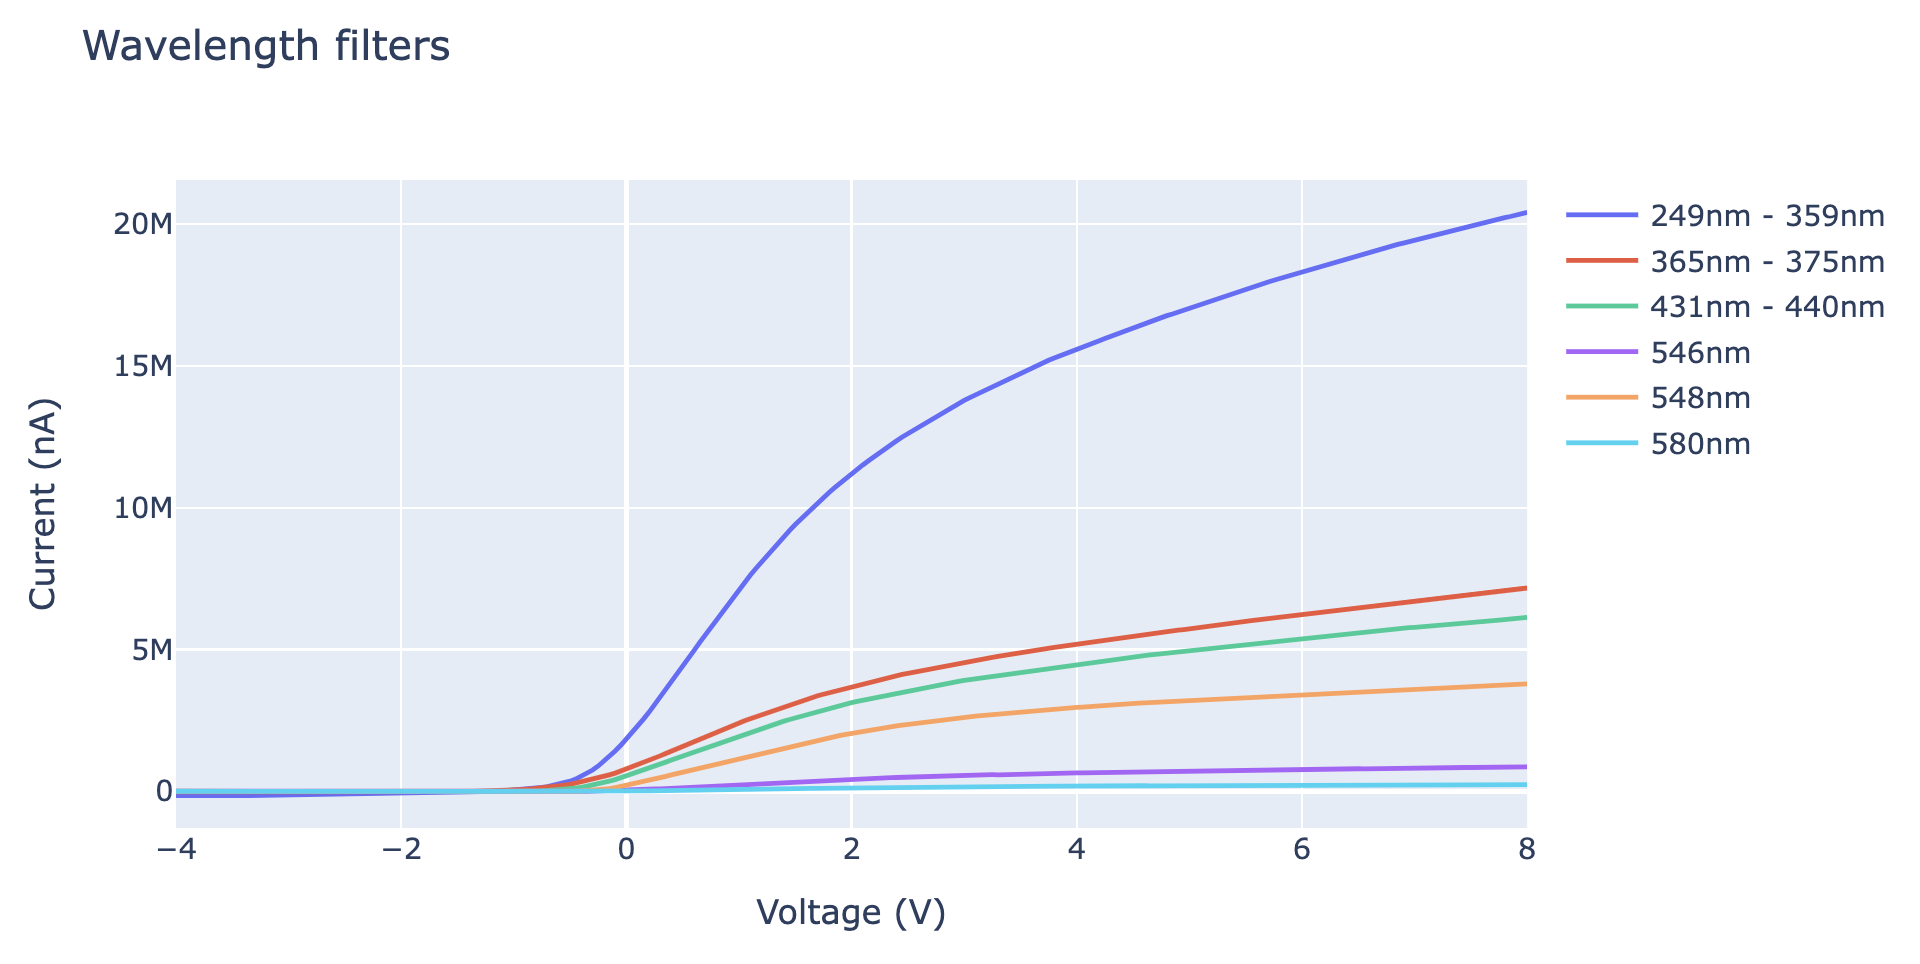 Wavelength filters
20M
15M
10M
5M
0
Current (nA)
−4 −2 0 2 4 6 8
Voltage (V)
249nm - 359nm
365nm - 375nm
431nm - 440nm
546nm
548nm
580nm